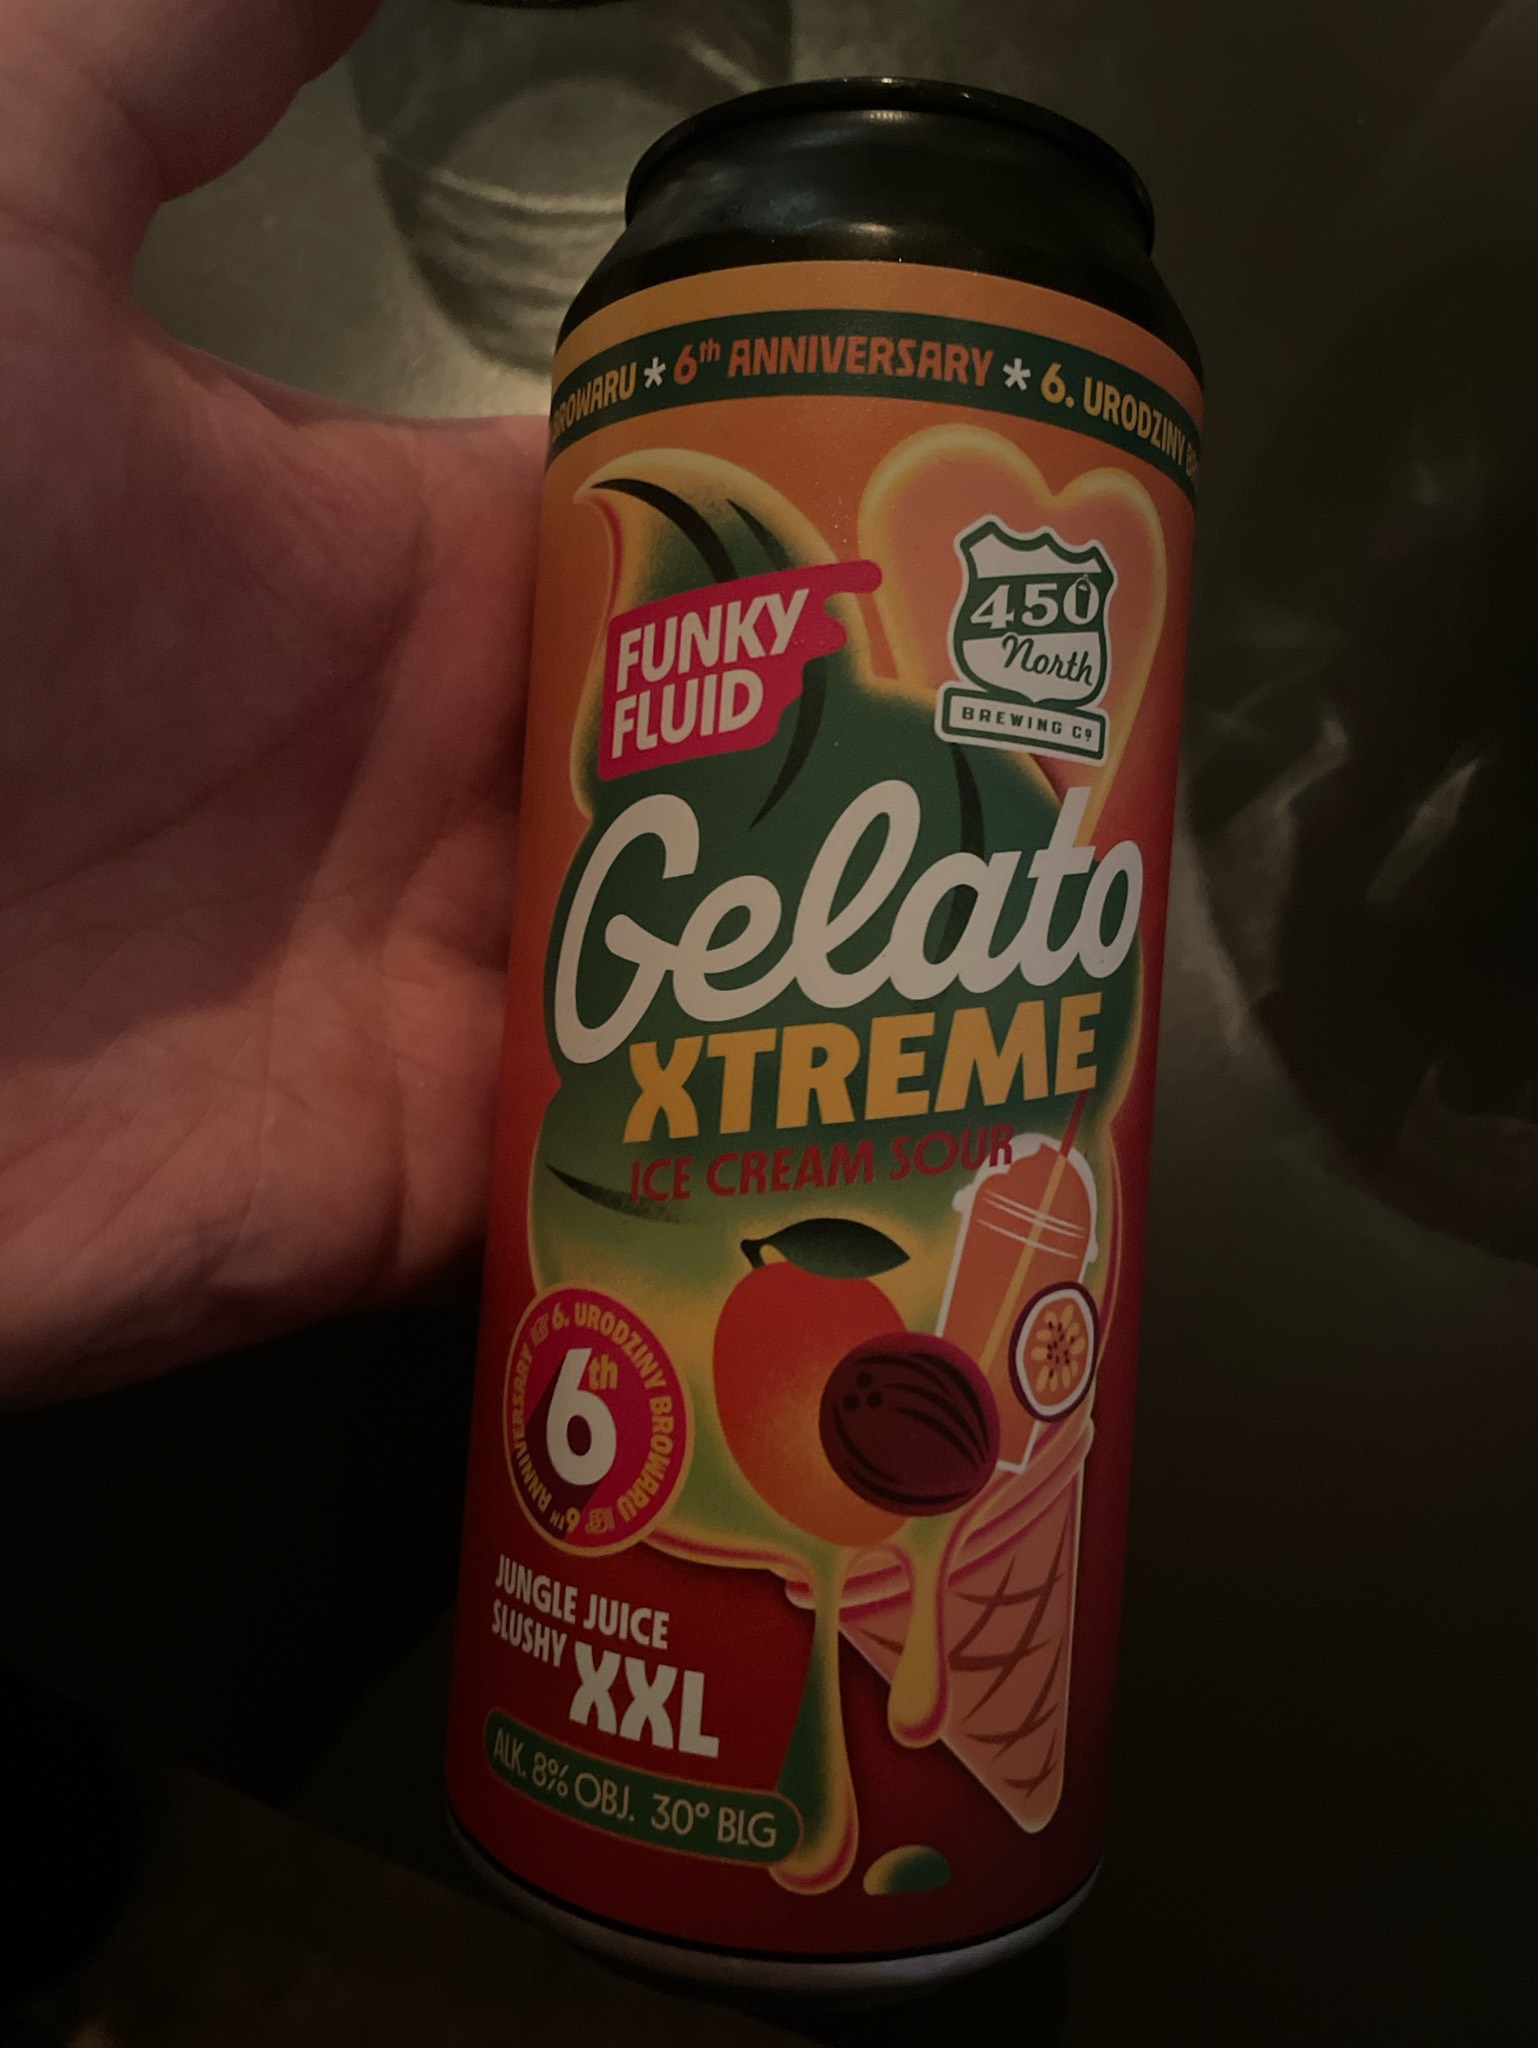 BROWARU * 6th ANNIVERSARY * 6. URODZINY
FUNKY
FLUID
450
North
BREWING Co
Gelato
XTREME
ICE CREAM SOUR
6. URODZINY BROWARU
6TH ANNIVERSARY
6th
JUNGLE JUICE
SLUSHY XXL
ALK. 8% OBJ. 30° BLG